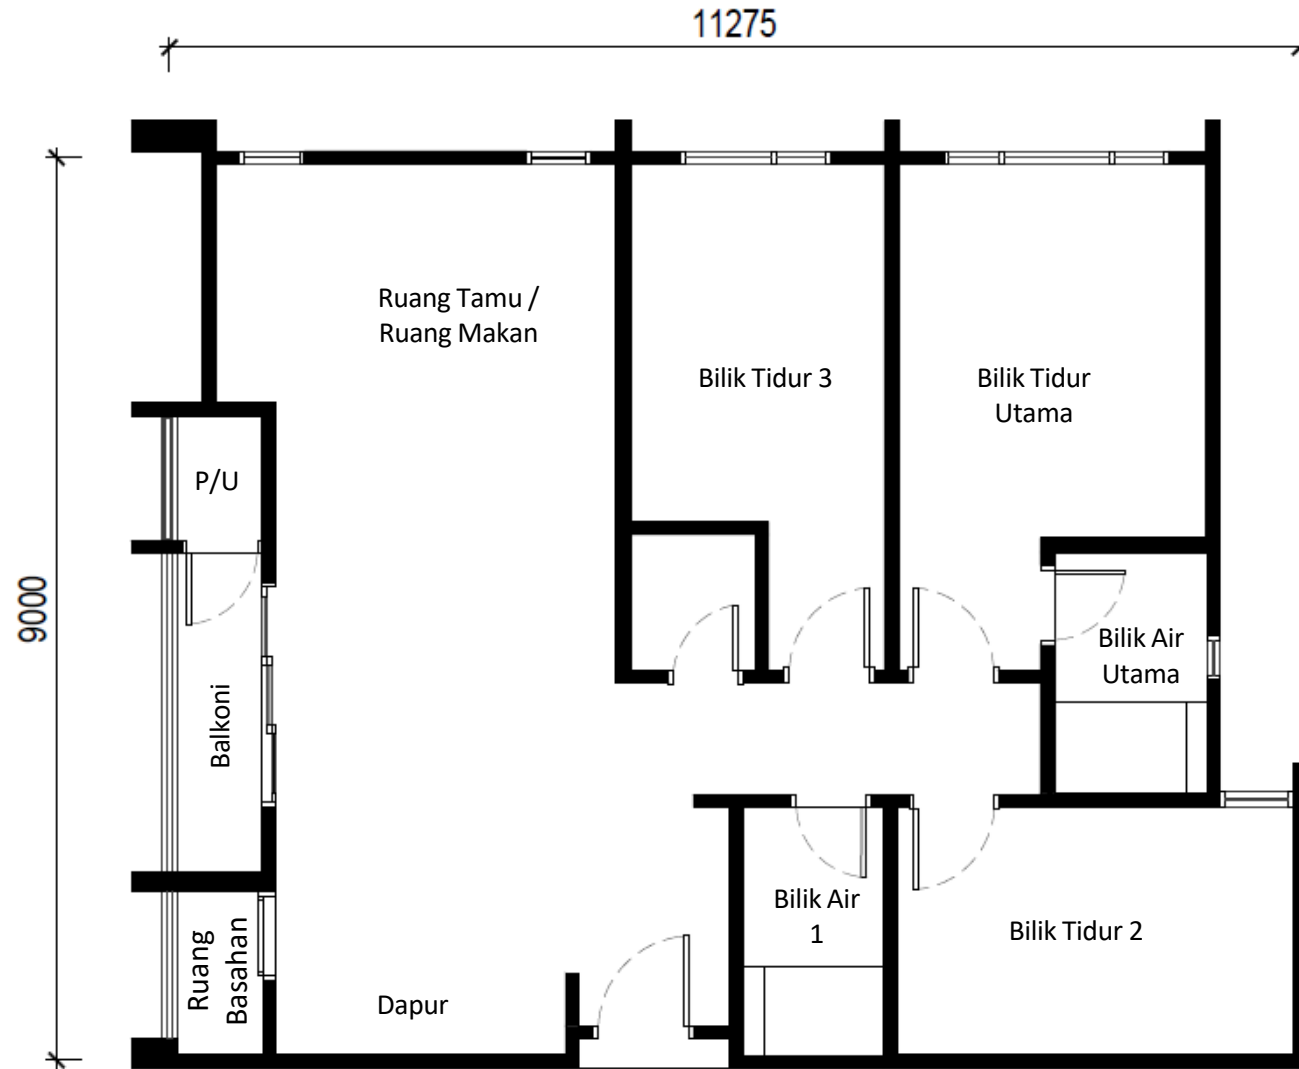 11275
Ruang Tamu /
Ruang Makan
Bilik Tidur 3
Bilik Tidur
Utama
P/U
9000
Balkoni
Bilik Air
Utama
Bilik Air
1
Bilik Tidur 2
Ruang
Basahan
Dapur